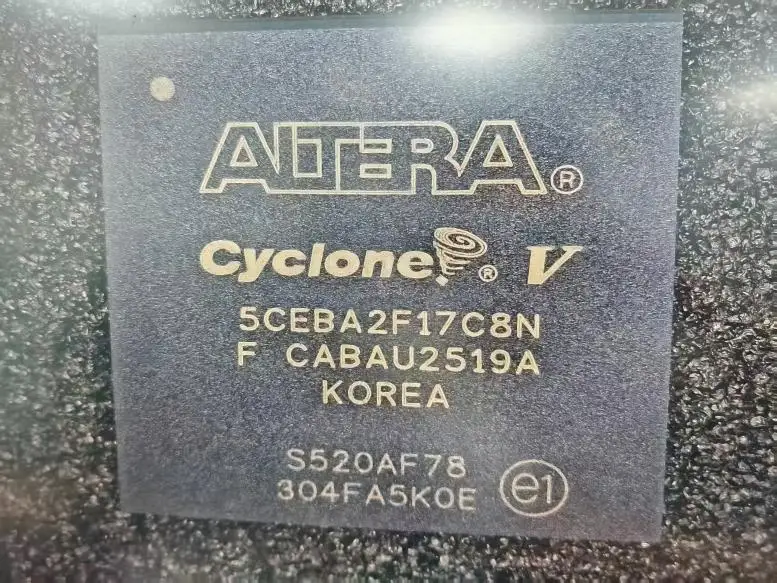 ALTERA®
Cyclone® V
5CEBA2F17C8N
F CABAU2519A
KOREA
S520AF78
304FA5K0E
e1